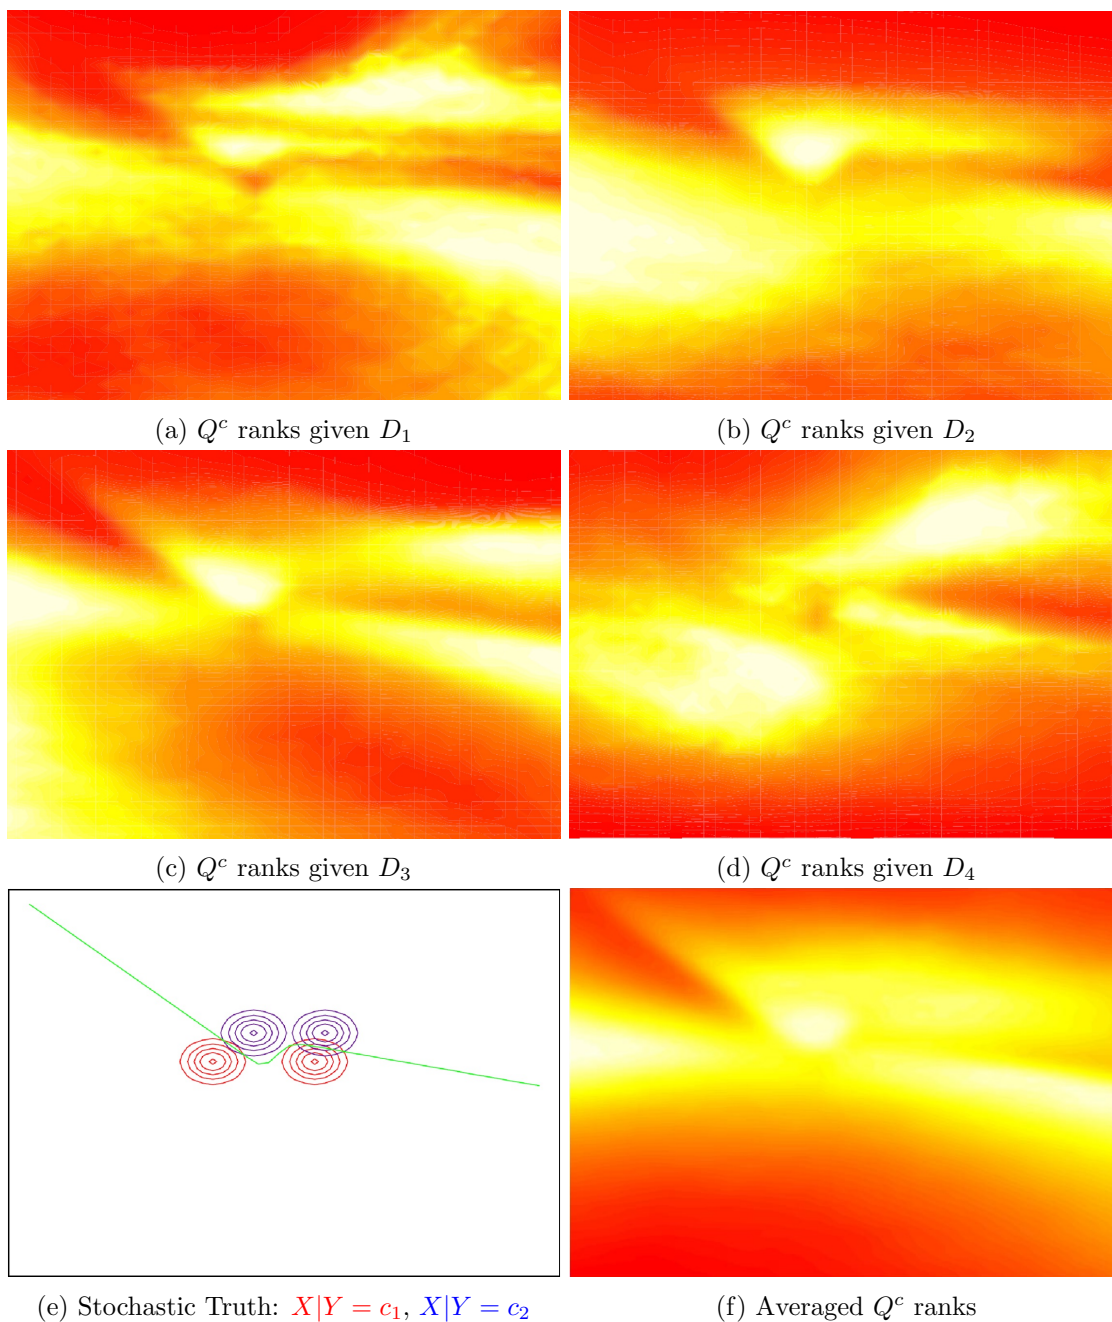 (a) Q^c ranks given D_1
(b) Q^c ranks given D_2
(c) Q^c ranks given D_3
(d) Q^c ranks given D_4
(e) Stochastic Truth: X|Y = c_1, X|Y = c_2
(f) Averaged Q^c ranks